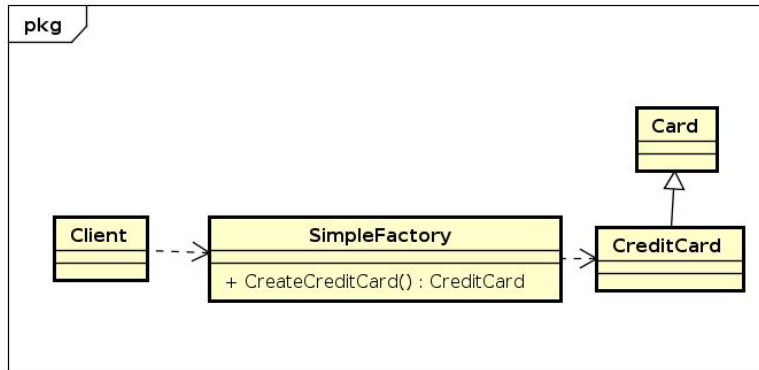 pkg
Card
Client
SimpleFactory
+ CreateCreditCard() : CreditCard
CreditCard